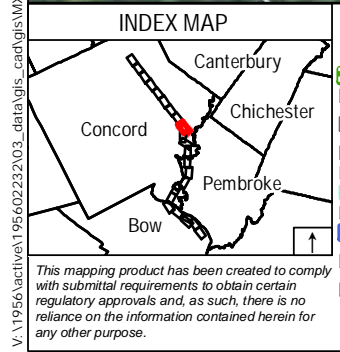 INDEX MAP
Canterbury
Chichester
Concord
Pembroke
Bow
This mapping product has been created to comply
with submittal requirements to obtain certain
regulatory approvals and, as such, there is no
reliance on the information contained herein for
any other purpose.
V:\1956\active\195602232\03_data\gis_cad\gis\